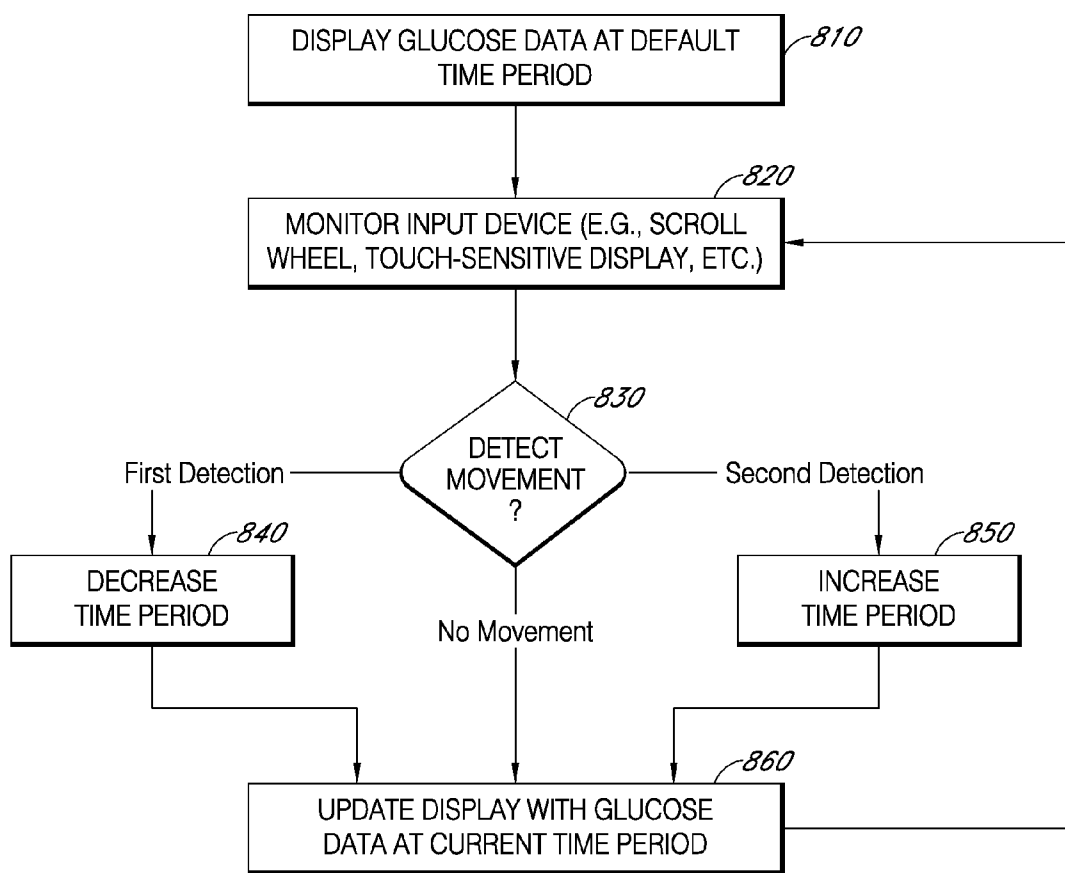 DISPLAY GLUCOSE DATA AT DEFAULT
TIME PERIOD
810
820
MONITOR INPUT DEVICE (E.G., SCROLL
WHEEL, TOUCH-SENSITIVE DISPLAY, ETC.)
830
DETECT
MOVEMENT
?
First Detection
Second Detection
840
DECREASE
TIME PERIOD
850
INCREASE
TIME PERIOD
No Movement
860
UPDATE DISPLAY WITH GLUCOSE
DATA AT CURRENT TIME PERIOD